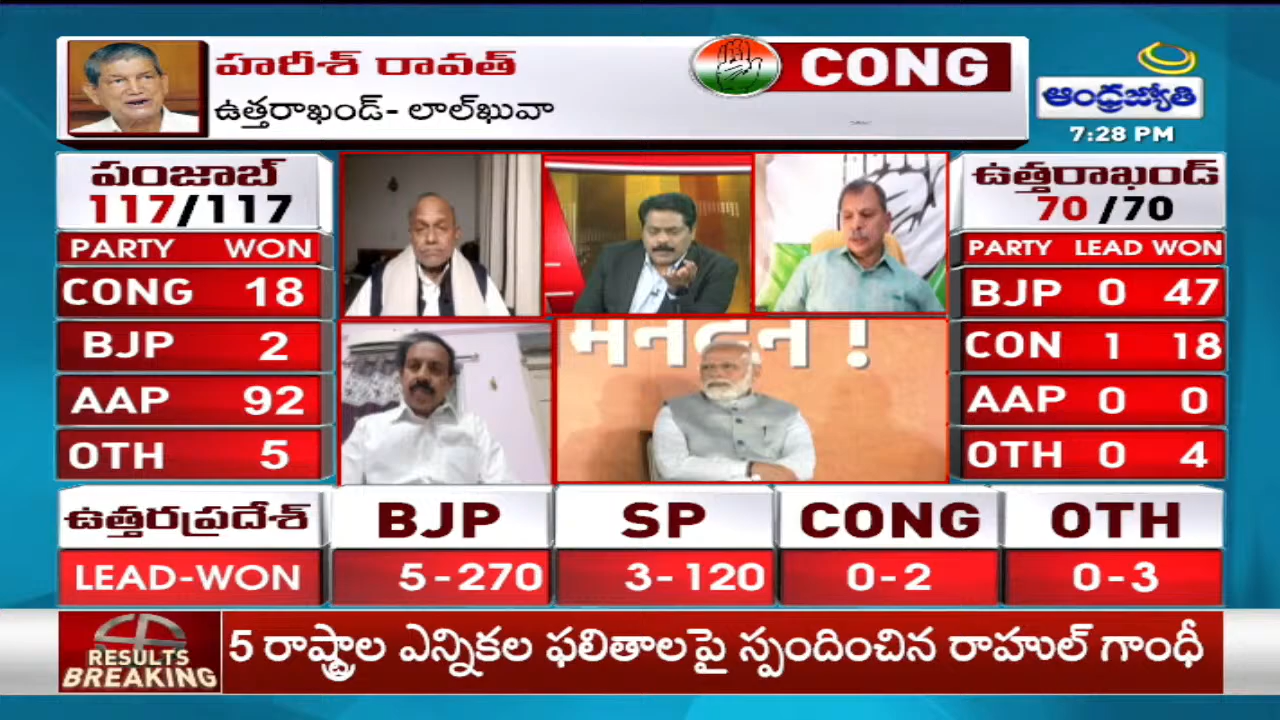 హరీశ్ రావత్
ఉత్తరాఖండ్- లాల్‌ఖువా
CONG
ఆంధ్రజ్యోతి
7:28 PM
పంజాబ్
117/117
PARTY WON
CONG 18
BJP 2
AAP 92
OTH 5
मतदान !
ఉత్తరాఖండ్
70 /70
PARTY LEAD WON
BJP 0 47
CON 1 18
AAP 0 0
OTH 0 4
ఉత్తరప్రదేశ్ BJP SP CONG OTH
LEAD-WON 5-270 3-120 0-2 0-3
RESULTS
BREAKING
5 రాష్ట్రాల ఎన్నికల ఫలితాలపై స్పందించిన రాహుల్ గాంధీ